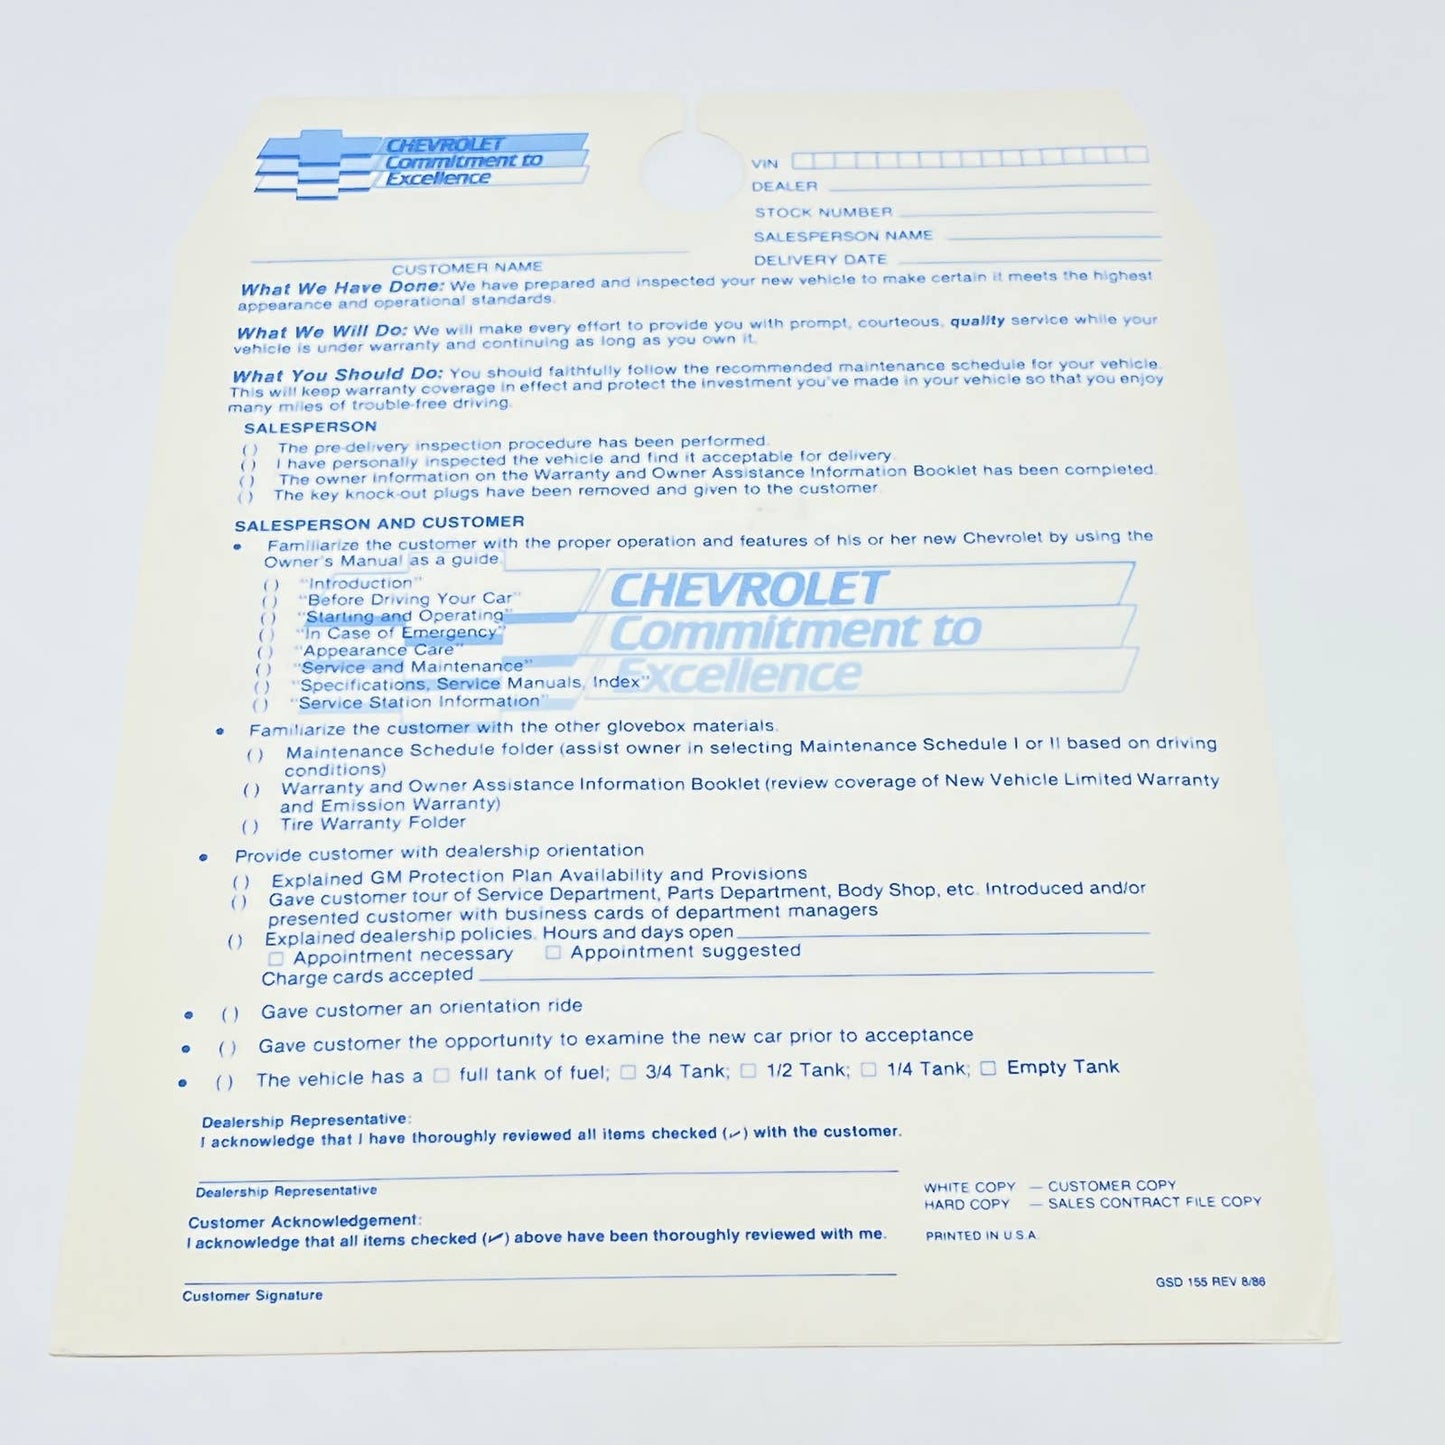 CHEVROLET
Commitment to
Excellence
VIN
DEALER
STOCK NUMBER
SALESPERSON NAME
DELIVERY DATE
CUSTOMER NAME
What We Have Done: We have prepared and inspected your new vehicle to make certain it meets the highest
appearance and operational standards.
What We Will Do: We will make every effort to provide you with prompt, courteous, quality service while your
vehicle is under warranty and continuing as long as you own it.
What You Should Do: You should faithfully follow the recommended maintenance schedule for your vehicle.
This will keep warranty coverage in effect and protect the investment you've made in your vehicle so that you enjoy
many miles of trouble-free driving.
SALESPERSON
( ) The pre-delivery inspection procedure has been performed.
( ) I have personally inspected the vehicle and find it acceptable for delivery.
( ) The owner information on the Warranty and Owner Assistance Information Booklet has been completed.
( ) The key knock-out plugs have been removed and given to the customer.
SALESPERSON AND CUSTOMER
• Familiarize the customer with the proper operation and features of his or her new Chevrolet by using the
Owner's Manual as a guide.
( ) "Introduction"
( ) "Before Driving Your Car"
( ) "Starting and Operating"
( ) "In Case of Emergency"
( ) "Appearance Care"
( ) "Service and Maintenance"
( ) "Specifications, Service Manuals, Index"
( ) "Service Station Information"
CHEVROLET
Commitment to
Excellence
• Familiarize the customer with the other glovebox materials.
( ) Maintenance Schedule folder (assist owner in selecting Maintenance Schedule I or II based on driving
conditions)
( ) Warranty and Owner Assistance Information Booklet (review coverage of New Vehicle Limited Warranty
and Emission Warranty)
( ) Tire Warranty Folder
• Provide customer with dealership orientation
( ) Explained GM Protection Plan Availability and Provisions
( ) Gave customer tour of Service Department, Parts Department, Body Shop, etc. Introduced and/or
presented customer with business cards of department managers
( ) Explained dealership policies. Hours and days open
☐ Appointment necessary ☐ Appointment suggested
Charge cards accepted
• ( ) Gave customer an orientation ride
• ( ) Gave customer the opportunity to examine the new car prior to acceptance
• ( ) The vehicle has a ☐ full tank of fuel; ☐ 3/4 Tank; ☐ 1/2 Tank; ☐ 1/4 Tank; ☐ Empty Tank
Dealership Representative:
I acknowledge that I have thoroughly reviewed all items checked (✓) with the customer.
Dealership Representative
Customer Acknowledgement:
I acknowledge that all items checked (✓) above have been thoroughly reviewed with me.
Customer Signature
WHITE COPY — CUSTOMER COPY
HARD COPY — SALES CONTRACT FILE COPY
PRINTED IN U.S.A.
GSD 155 REV 8/86